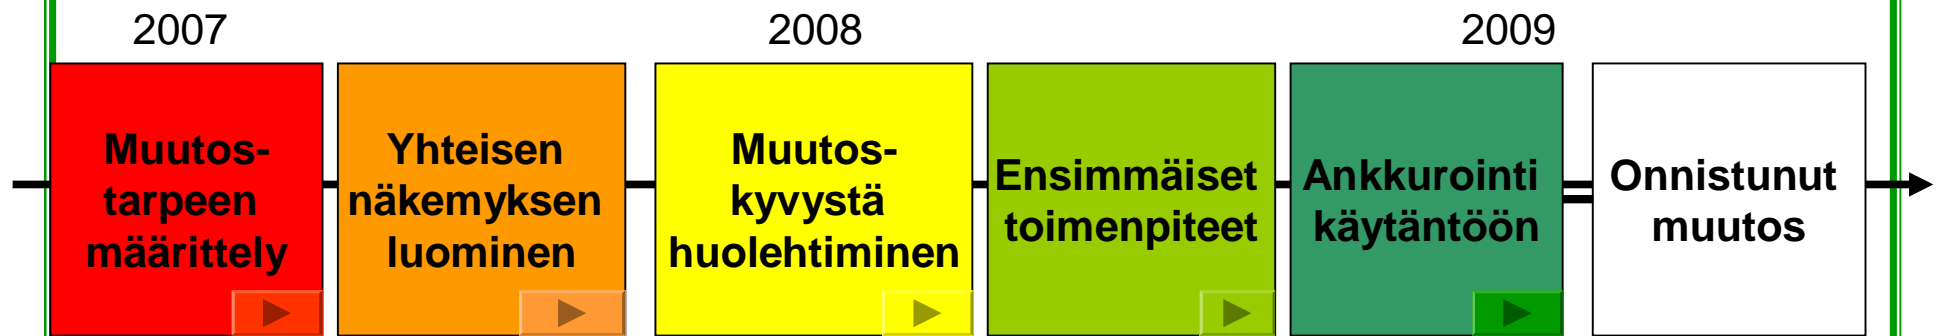 2007
2008
2009
Muutos-
tarpeen
määrittely
Yhteisen
näkemyksen
luominen
Muutos-
kyvystä
huolehtiminen
Ensimmäiset
toimenpiteet
Ankkurointi
käytäntöön
Onnistunut
muutos